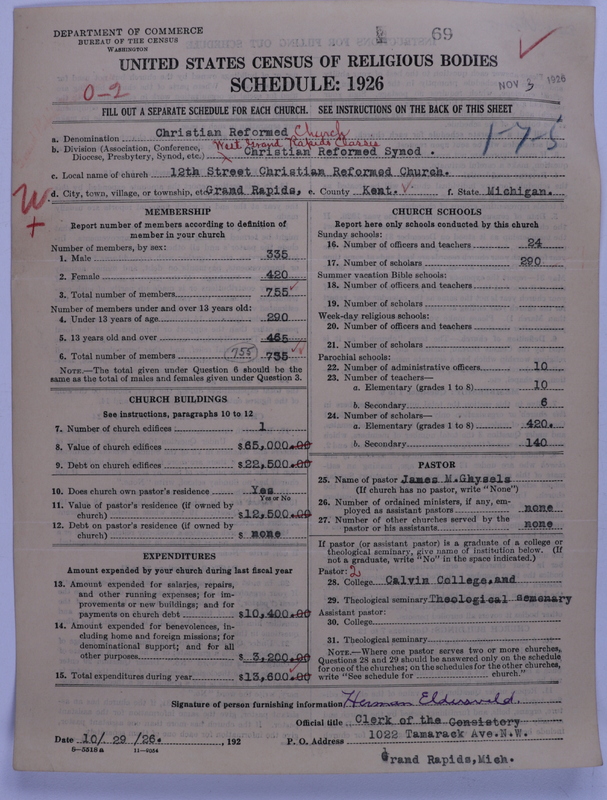 DEPARTMENT OF COMMERCE
BUREAU OF THE CENSUS
WASHINGTON
69
UNITED STATES CENSUS OF RELIGIOUS BODIES
SCHEDULE: 1926
NOV 3 1926
0-2
FILL OUT A SEPARATE SCHEDULE FOR EACH CHURCH. SEE INSTRUCTIONS ON THE BACK OF THIS SHEET
1-7-5
a. Denomination Christian Reformed Church
West Grand Rapids Classis
b. Division (Association, Conference, Diocese, Presbytery, Synod, etc.) Christian Reformed Synod .
c. Local name of church 12th Street Christian Reformed Church.
d. City, town, village, or township, etc. Grand Rapids, e. County Kent. f. State Michigan.
W
+
MEMBERSHIP
Report number of members according to definition of
member in your church
Number of members, by sex:
1. Male 335
2. Female 420
3. Total number of members 755
Number of members under and over 13 years old:
4. Under 13 years of age 290
5. 13 years old and over 465
6. Total number of members (755) 735
NOTE.—The total given under Question 6 should be
same as the total of males and females given under Question 3.
CHURCH BUILDINGS
See instructions, paragraphs 10 to 12
7. Number of church edifices 1
8. Value of church edifices $65,000.00
9. Debt on church edifices $22,500.00
10. Does church own pastor's residence Yes
Yes or No
11. Value of pastor's residence (if owned by
church) $12,500.00
12. Debt on pastor's residence (if owned by
church) $ none
EXPENDITURES
Amount expended by your church during last fiscal year
13. Amount expended for salaries, repairs,
and other running expenses; for im-
provements or new buildings; and for
payments on church debt $10,400.00
14. Amount expended for benevolences, in-
cluding home and foreign missions; for
denominational support; and for all
other purposes $ 3,200.00
15. Total expenditures during year $13,600.00
CHURCH SCHOOLS
Report here only schools conducted by this church
Sunday schools:
16. Number of officers and teachers 24
17. Number of scholars 290
Summer vacation Bible schools:
18. Number of officers and teachers
19. Number of scholars
Week-day religious schools:
20. Number of officers and teachers
21. Number of scholars
Parochial schools:
22. Number of administrative officers 10
23. Number of teachers—
a. Elementary (grades 1 to 8) 10
b. Secondary 6
24. Number of scholars—
a. Elementary (grades 1 to 8) 420.
b. Secondary 140
PASTOR
25. Name of pastor James M.Ghysels
(If church has no pastor, write "None")
26. Number of ordained ministers, if any, em-
ployed as assistant pastors none
27. Number of other churches served by the
pastor or his assistants none
If pastor (or assistant pastor) is a graduate of a college or
theological seminary, give name of institution below. (If
not a graduate, write "No" in the space indicated.)
Pastor: 2
28. College Calvin College.and
29. Theological seminary Theological semenary
Assistant pastor:
30. College
31. Theological seminary
NOTE.—Where one pastor serves two or more churches,
Questions 28 and 29 should be answered only on the schedule
for one of the churches; on the schedules for the other churches,
write "See schedule for church."
Signature of person furnishing information Herman Eldersveld.
Official title Clerk of the Consistory
Date 10/ 29 /26. , 192 P. O. Address 1022 Tamarack Ave.N.W.
9-5518 a 11-9354
Grand Rapids,Mich.